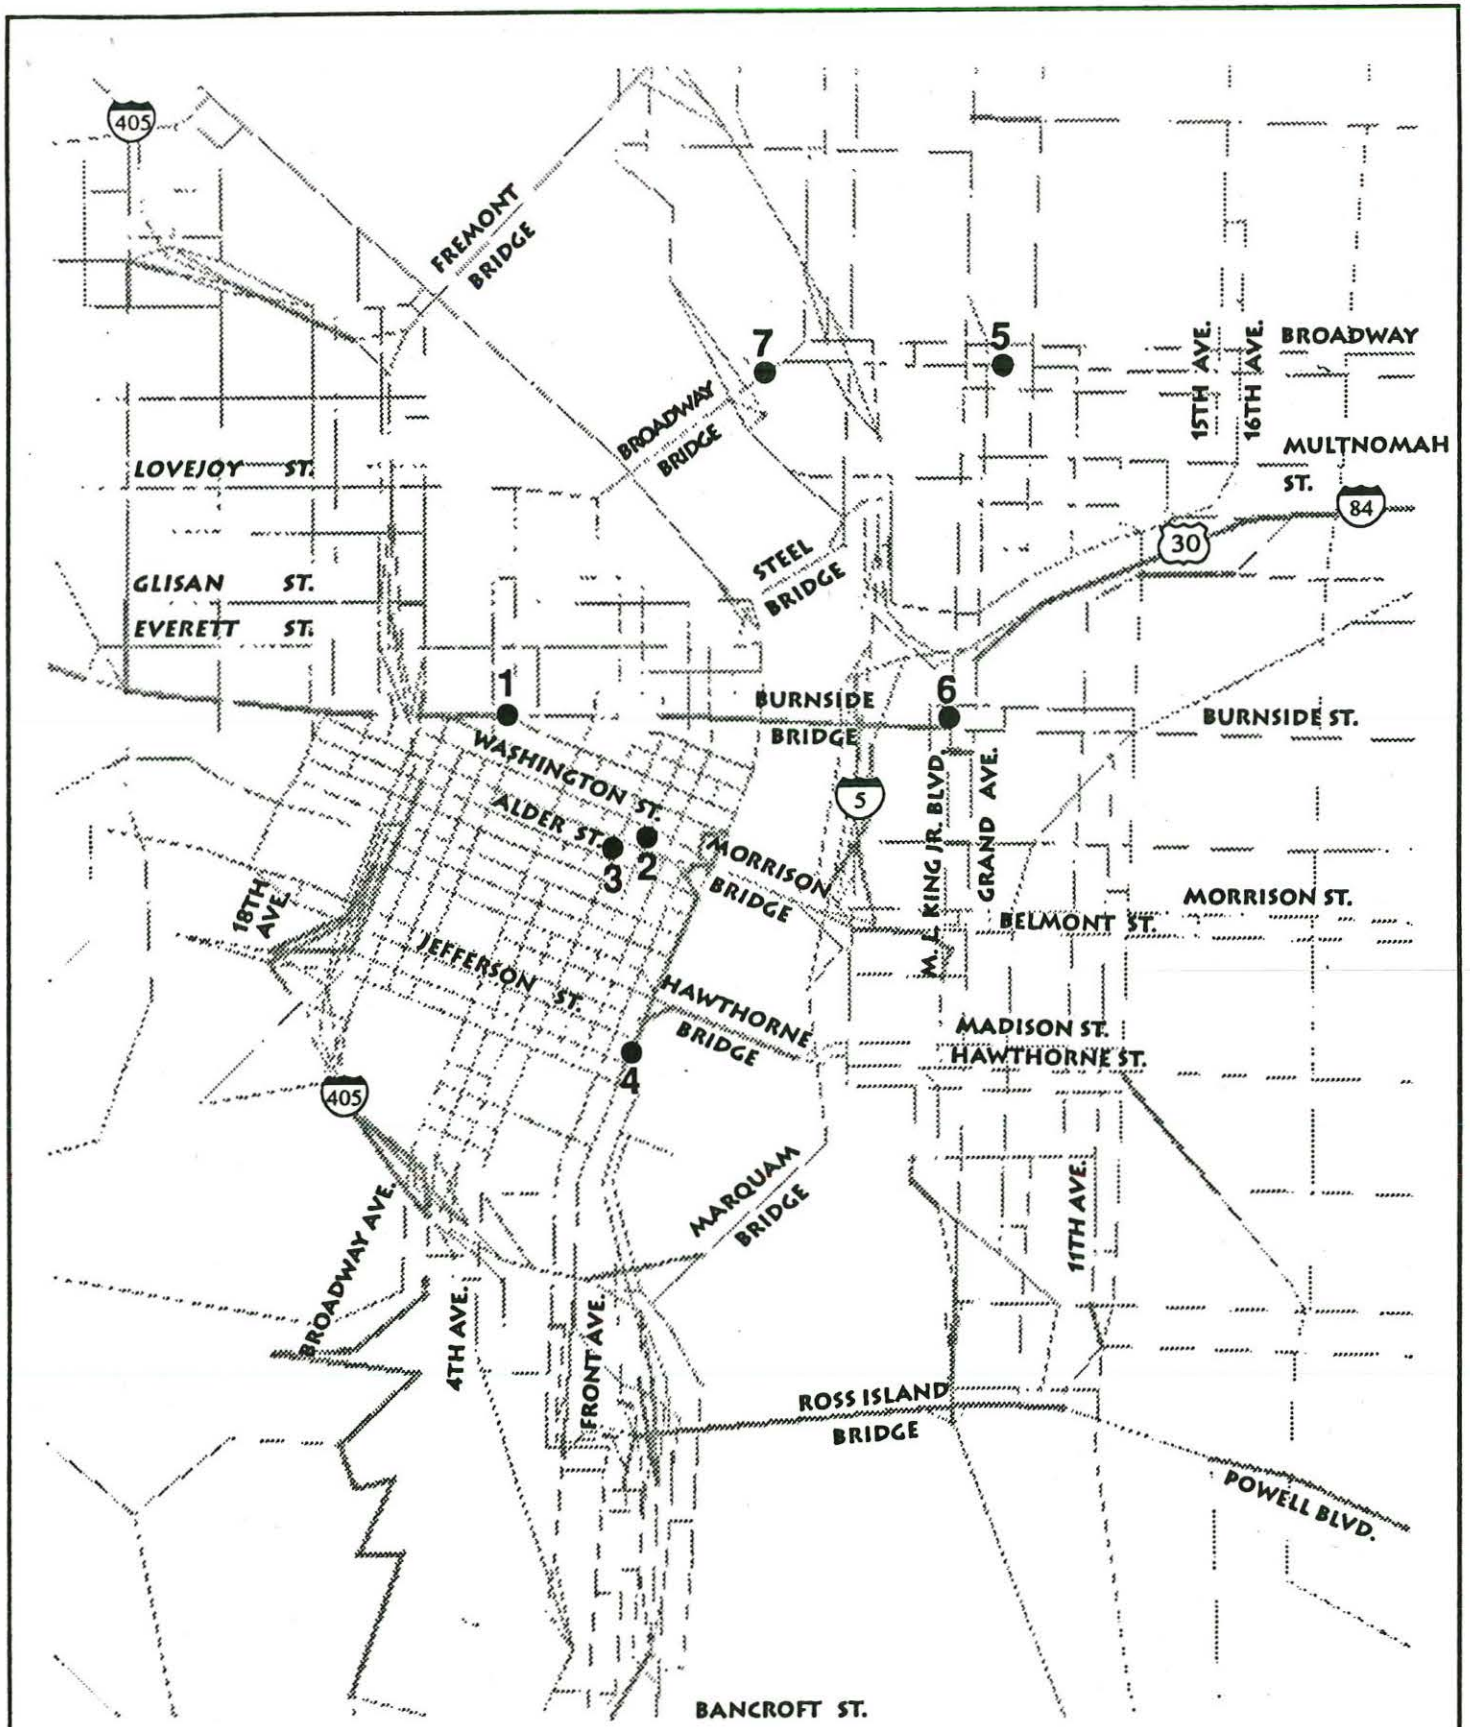 405
FREMONT
BRIDGE
7
5
15TH AVE.
16TH AVE.
BROADWAY
BROADWAY
BRIDGE
MULTNOMAH
ST.
LOVEJOY ST.
84
30
STEEL
BRIDGE
GLISAN ST.
EVERETT ST.
1
6
BURNSIDE
BRIDGE
BURNSIDE ST.
WASHINGTON ST.
5
ALDER ST.
3
2
M.L. KING JR. BLVD.
GRAND AVE.
MORRISON
BRIDGE
MORRISON ST.
18TH
AVE.
BELMONT ST.
JEFFERSON ST.
HAWTHORNE
BRIDGE
MADISON ST.
HAWTHORNE ST.
4
405
MARQUAM
BRIDGE
11TH AVE.
BROADWAY AVE.
4TH AVE.
FRONT AVE.
ROSS ISLAND
BRIDGE
POWELL BLVD.
BANCROFT ST.